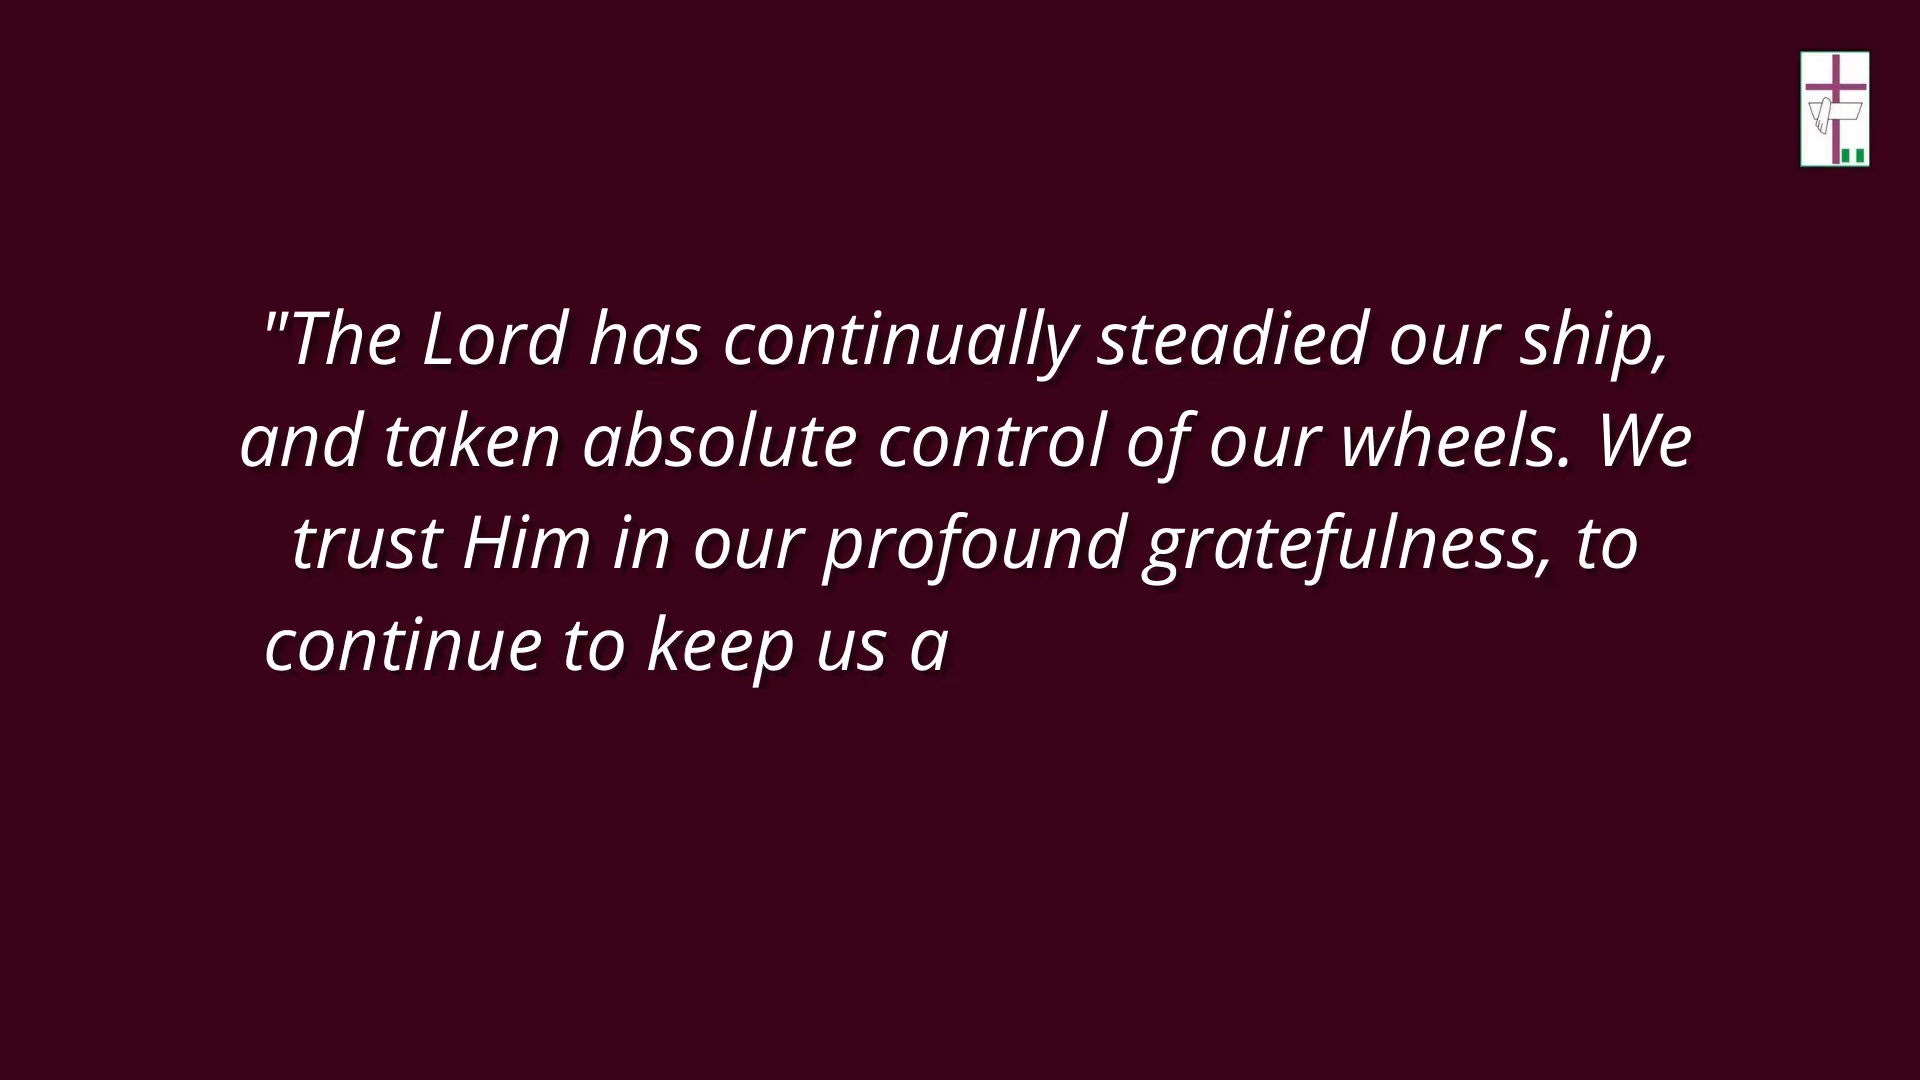 "The Lord has continually steadied our ship,
and taken absolute control of our wheels. We
trust Him in our profound gratefulness, to
continue to keep us a